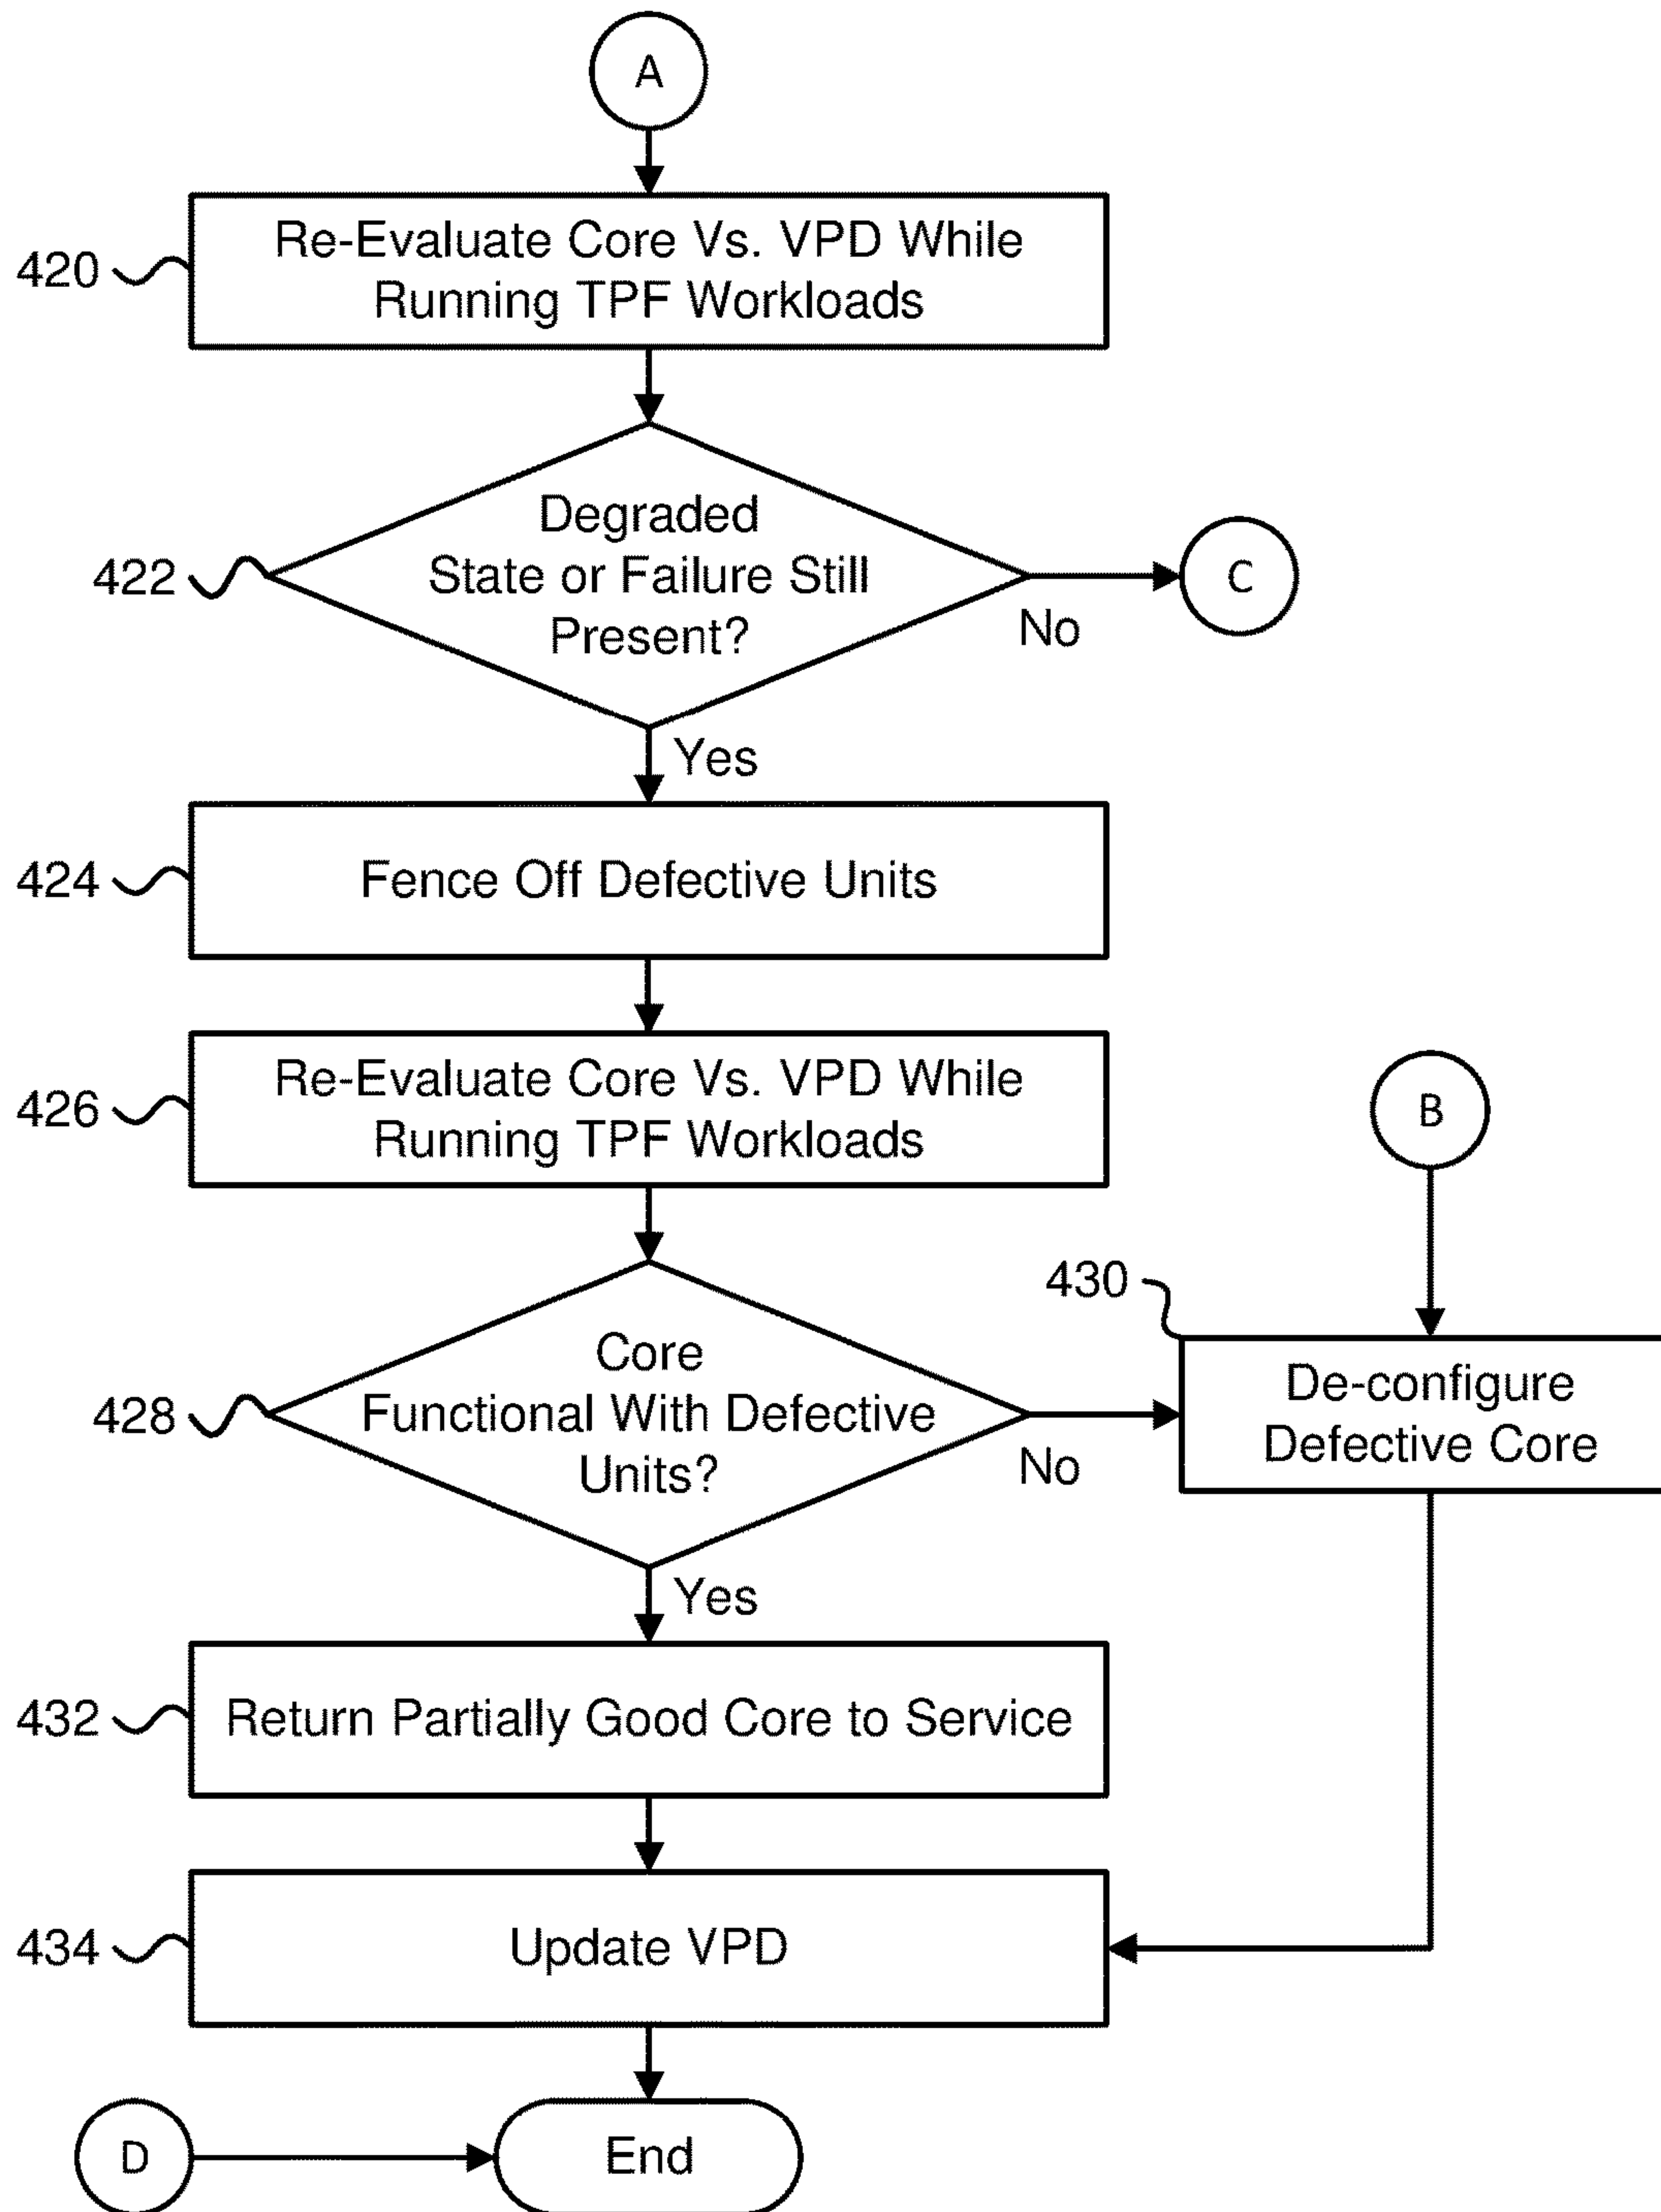 A
420
Re-Evaluate Core Vs. VPD While
Running TPF Workloads
422
Degraded
State or Failure Still
Present?
No
C
Yes
424
Fence Off Defective Units
426
Re-Evaluate Core Vs. VPD While
Running TPF Workloads
B
428
Core
Functional With Defective
Units?
No
430
De-configure
Defective Core
Yes
432
Return Partially Good Core to Service
434
Update VPD
D
End